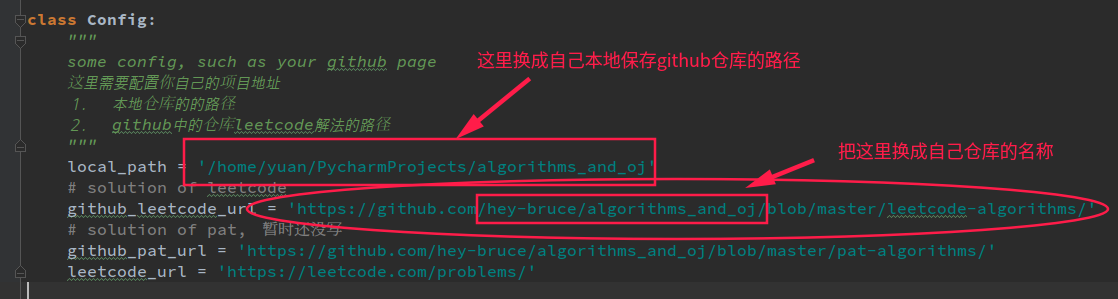 class Config:
"""
some config, such as your github page
这里换成自己本地保存github仓库的路径
这里需要配置你自己的项目地址
1. 本地仓库的的路径
2. github中的仓库leetcode解法的路径
"""
把这里换成自己仓库的名称
local_path = '/home/yuan/PycharmProjects/algorithms_and_oj'
# solution of leetcode
github_leetcode_url = 'https://github.com/hey-bruce/algorithms_and_oj/blob/master/leetcode-algorithms/'
# solution of pat, 暂时还没写
github_pat_url = 'https://github.com/hey-bruce/algorithms_and_oj/blob/master/pat-algorithms/'
leetcode_url = 'https://leetcode.com/problems/'